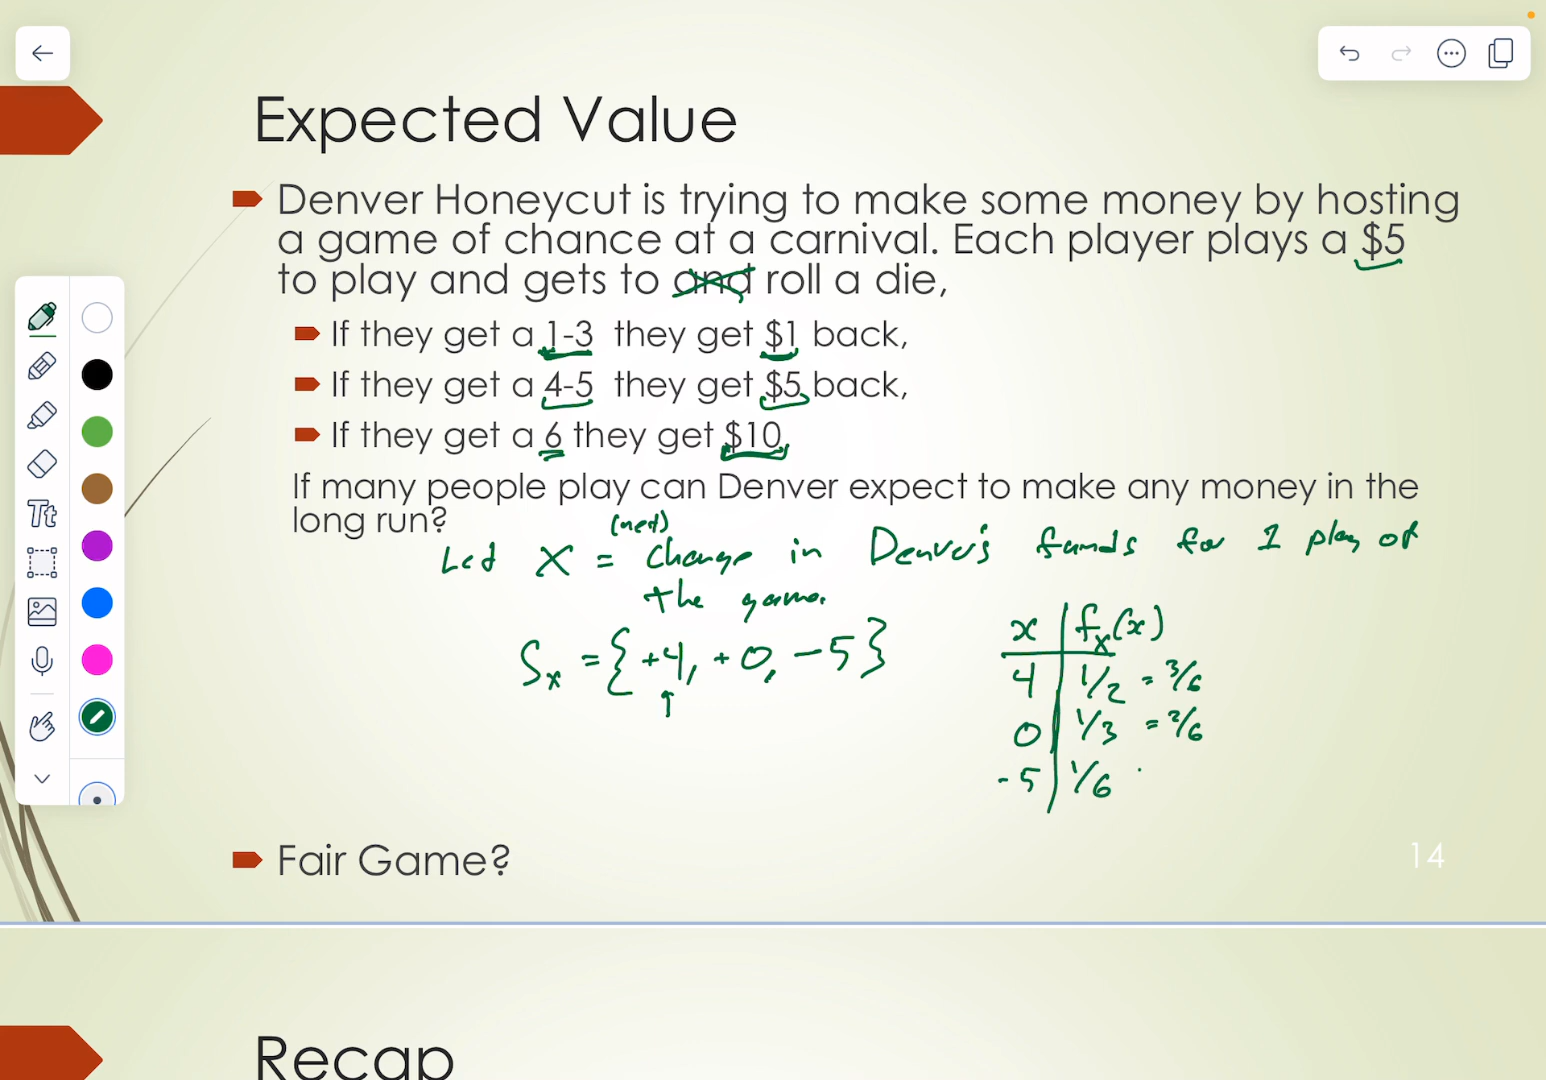 Expected Value
Denver Honeycut is trying to make some money by hosting
a game of chance at a carnival. Each player plays a $5
to play and gets to and roll a die,
If they get a 1-3 they get $1 back,
If they get a 4-5 they get $5 back,
If they get a 6 they get $10,
If many people play can Denver expect to make any money in the
long run?
(net)
Let X = change in Denver's funds for 1 play of
the game.
Sx = {+4, +0, -5}
x | fx(x)
4 | 1/2 = 3/6
0 | 1/3 = 2/6
-5 | 1/6
Fair Game?
14
Recap
Tt